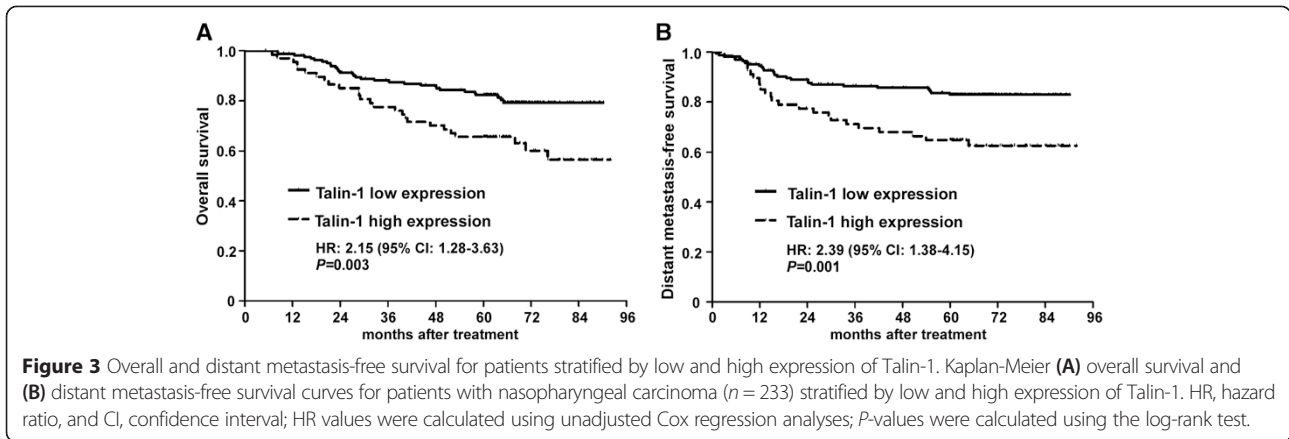 A
Overall survival
1.0
0.8
0.6
0.4
0.2
0
Talin-1 low expression
Talin-1 high expression
HR: 2.15 (95% CI: 1.28-3.63)
P=0.003
0 12 24 36 48 60 72 84 96
months after treatment
B
Distant metastasis-free survival
1.0
0.8
0.6
0.4
0.2
0
Talin-1 low expression
Talin-1 high expression
HR: 2.39 (95% CI: 1.38-4.15)
P=0.001
0 12 24 36 48 60 72 84 96
months after treatment
Figure 3 Overall and distant metastasis-free survival for patients stratified by low and high expression of Talin-1. Kaplan-Meier (A) overall survival and
(B) distant metastasis-free survival curves for patients with nasopharyngeal carcinoma (n = 233) stratified by low and high expression of Talin-1. HR, hazard
ratio, and CI, confidence interval; HR values were calculated using unadjusted Cox regression analyses; P-values were calculated using the log-rank test.